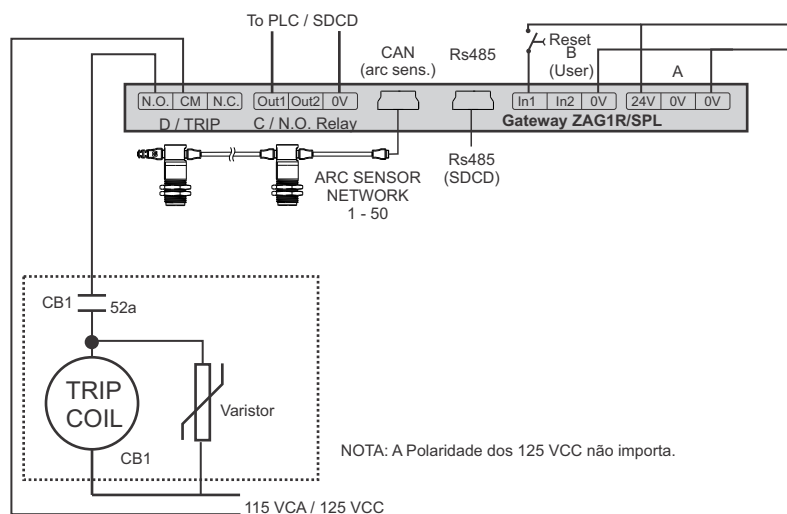 To PLC / SDCD
CAN
(arc sens.)
Rs485
Reset
B
(User)
A
N.O. CM N.C.
Out1 Out2 0V
In1 In2 0V
24V 0V 0V
D / TRIP
C / N.O. Relay
Gateway ZAG1R/SPL
ARC SENSOR
NETWORK
1 - 50
Rs485
(SDCD)
CB1
52a
TRIP
COIL
Varistor
CB1
NOTA: A Polaridade dos 125 VCC não importa.
115 VCA / 125 VCC